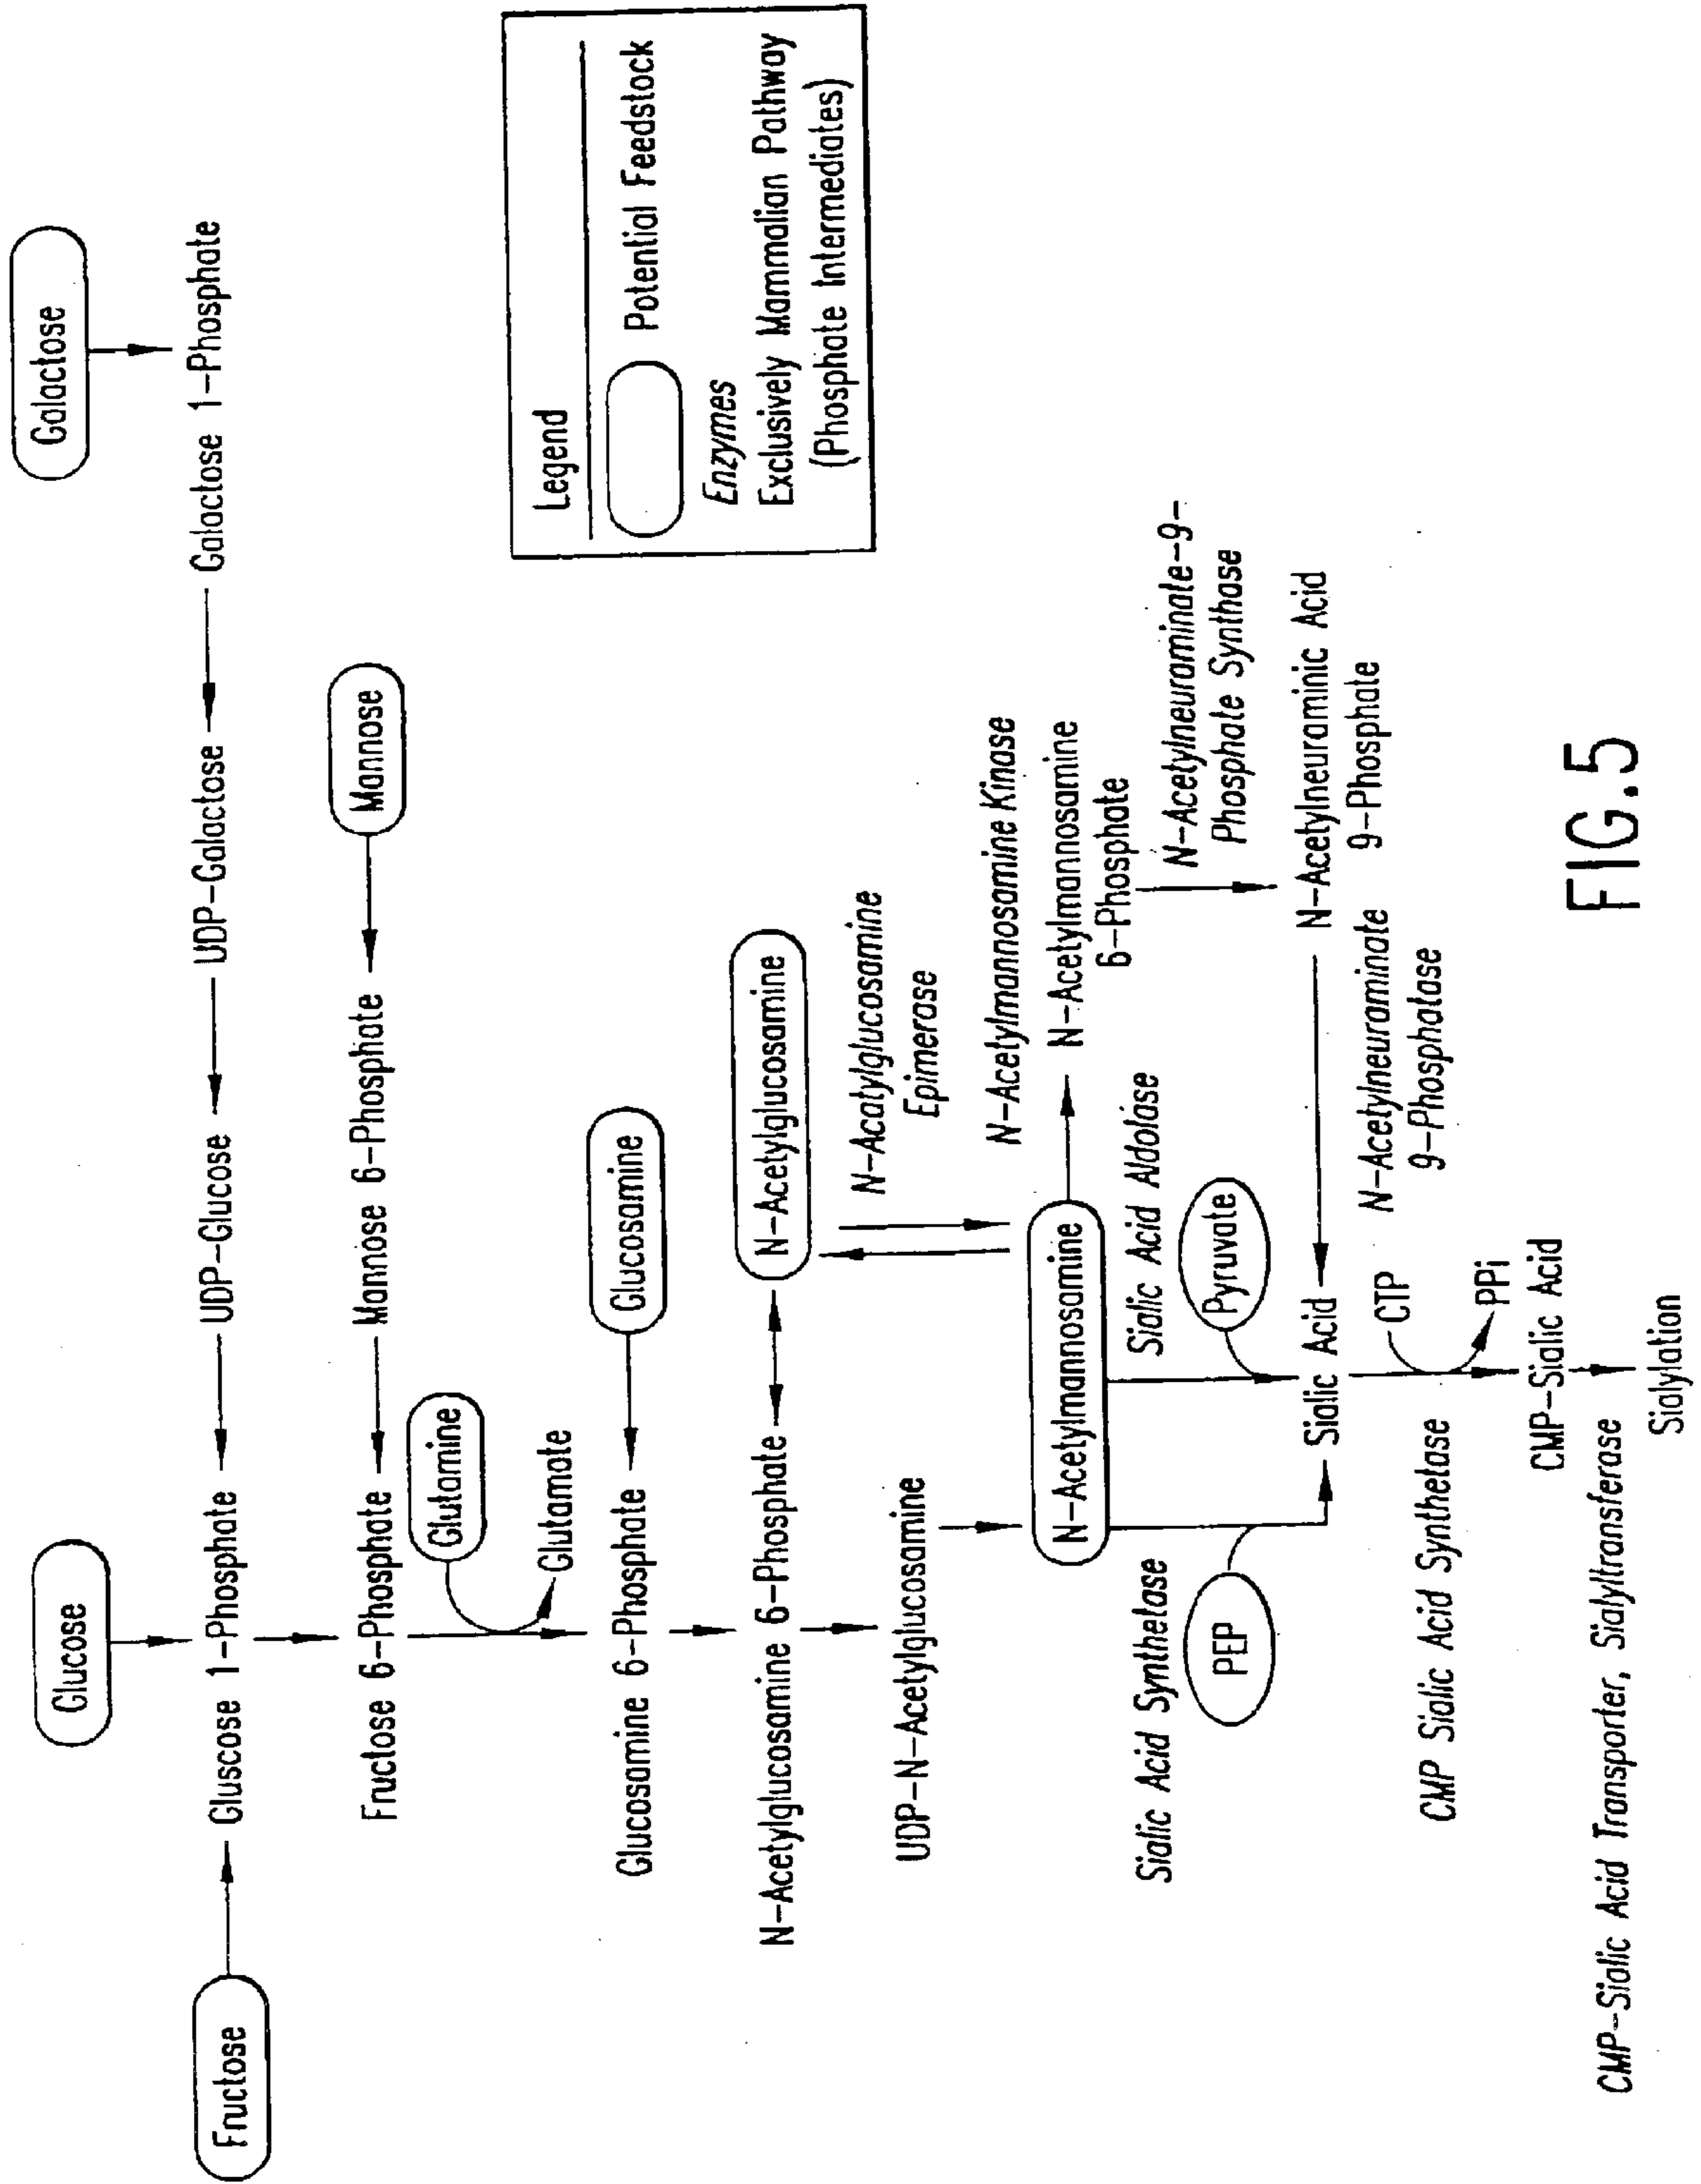 Galactose
Glucose
Fructose
Gluscose 1-Phosphate
UDP-Glucose
UDP-Galactose
Galactose 1-Phosphate
Fructose 6-Phosphate
Mannose 6-Phosphate
Mannose
Glutamine
Glutamate
Glucosamine 6-Phosphate
Glucosamine
N-Acetylglucosamine 6-Phosphate
N-Acetylglucosamine
UDP-N-Acetylglucosamine
N-Acatylglucosamine
Epimerase
N-Acetylmannosamine
N-Acetylmannosamine Kinase
N-Acetylmannosamine
6-Phosphate
Sialic Acid Synthetase
PEP
Sialic Acid Aldolase
Pyruvate
N-Acetylneuraminate-9-
Phosphate Synthase
Sialic Acid
N-Acetylneuraminic Acid
9-Phosphate
N-Acetylneuraminate
9-Phosphatase
CMP Sialic Acid Synthetase
CTP
PPi
CMP-Sialic Acid
CMP-Sialic Acid Transporter, Sialyltransferase
Sialylation
Legend
Potential Feedstock
Enzymes
Exclusively Mammalian Pathway
(Phosphate Intermediates)
FIG.5